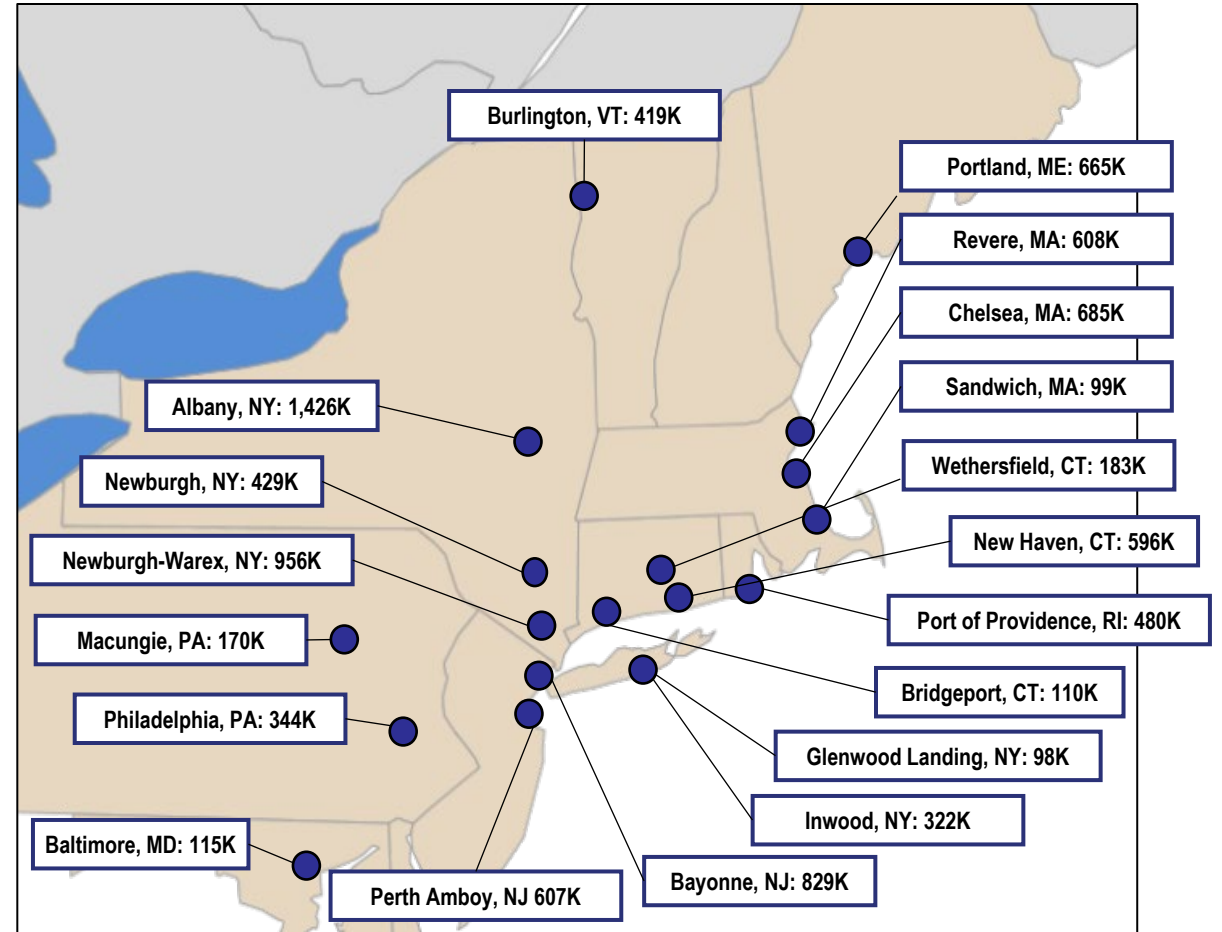 Burlington, VT: 419K
Portland, ME: 665K
Revere, MA: 608K
Chelsea, MA: 685K
Sandwich, MA: 99K
Albany, NY: 1,426K
Wethersfield, CT: 183K
Newburgh, NY: 429K
New Haven, CT: 596K
Newburgh-Warex, NY: 956K
Port of Providence, RI: 480K
Macungie, PA: 170K
Bridgeport, CT: 110K
Philadelphia, PA: 344K
Glenwood Landing, NY: 98K
Inwood, NY: 322K
Baltimore, MD: 115K
Bayonne, NJ: 829K
Perth Amboy, NJ 607K